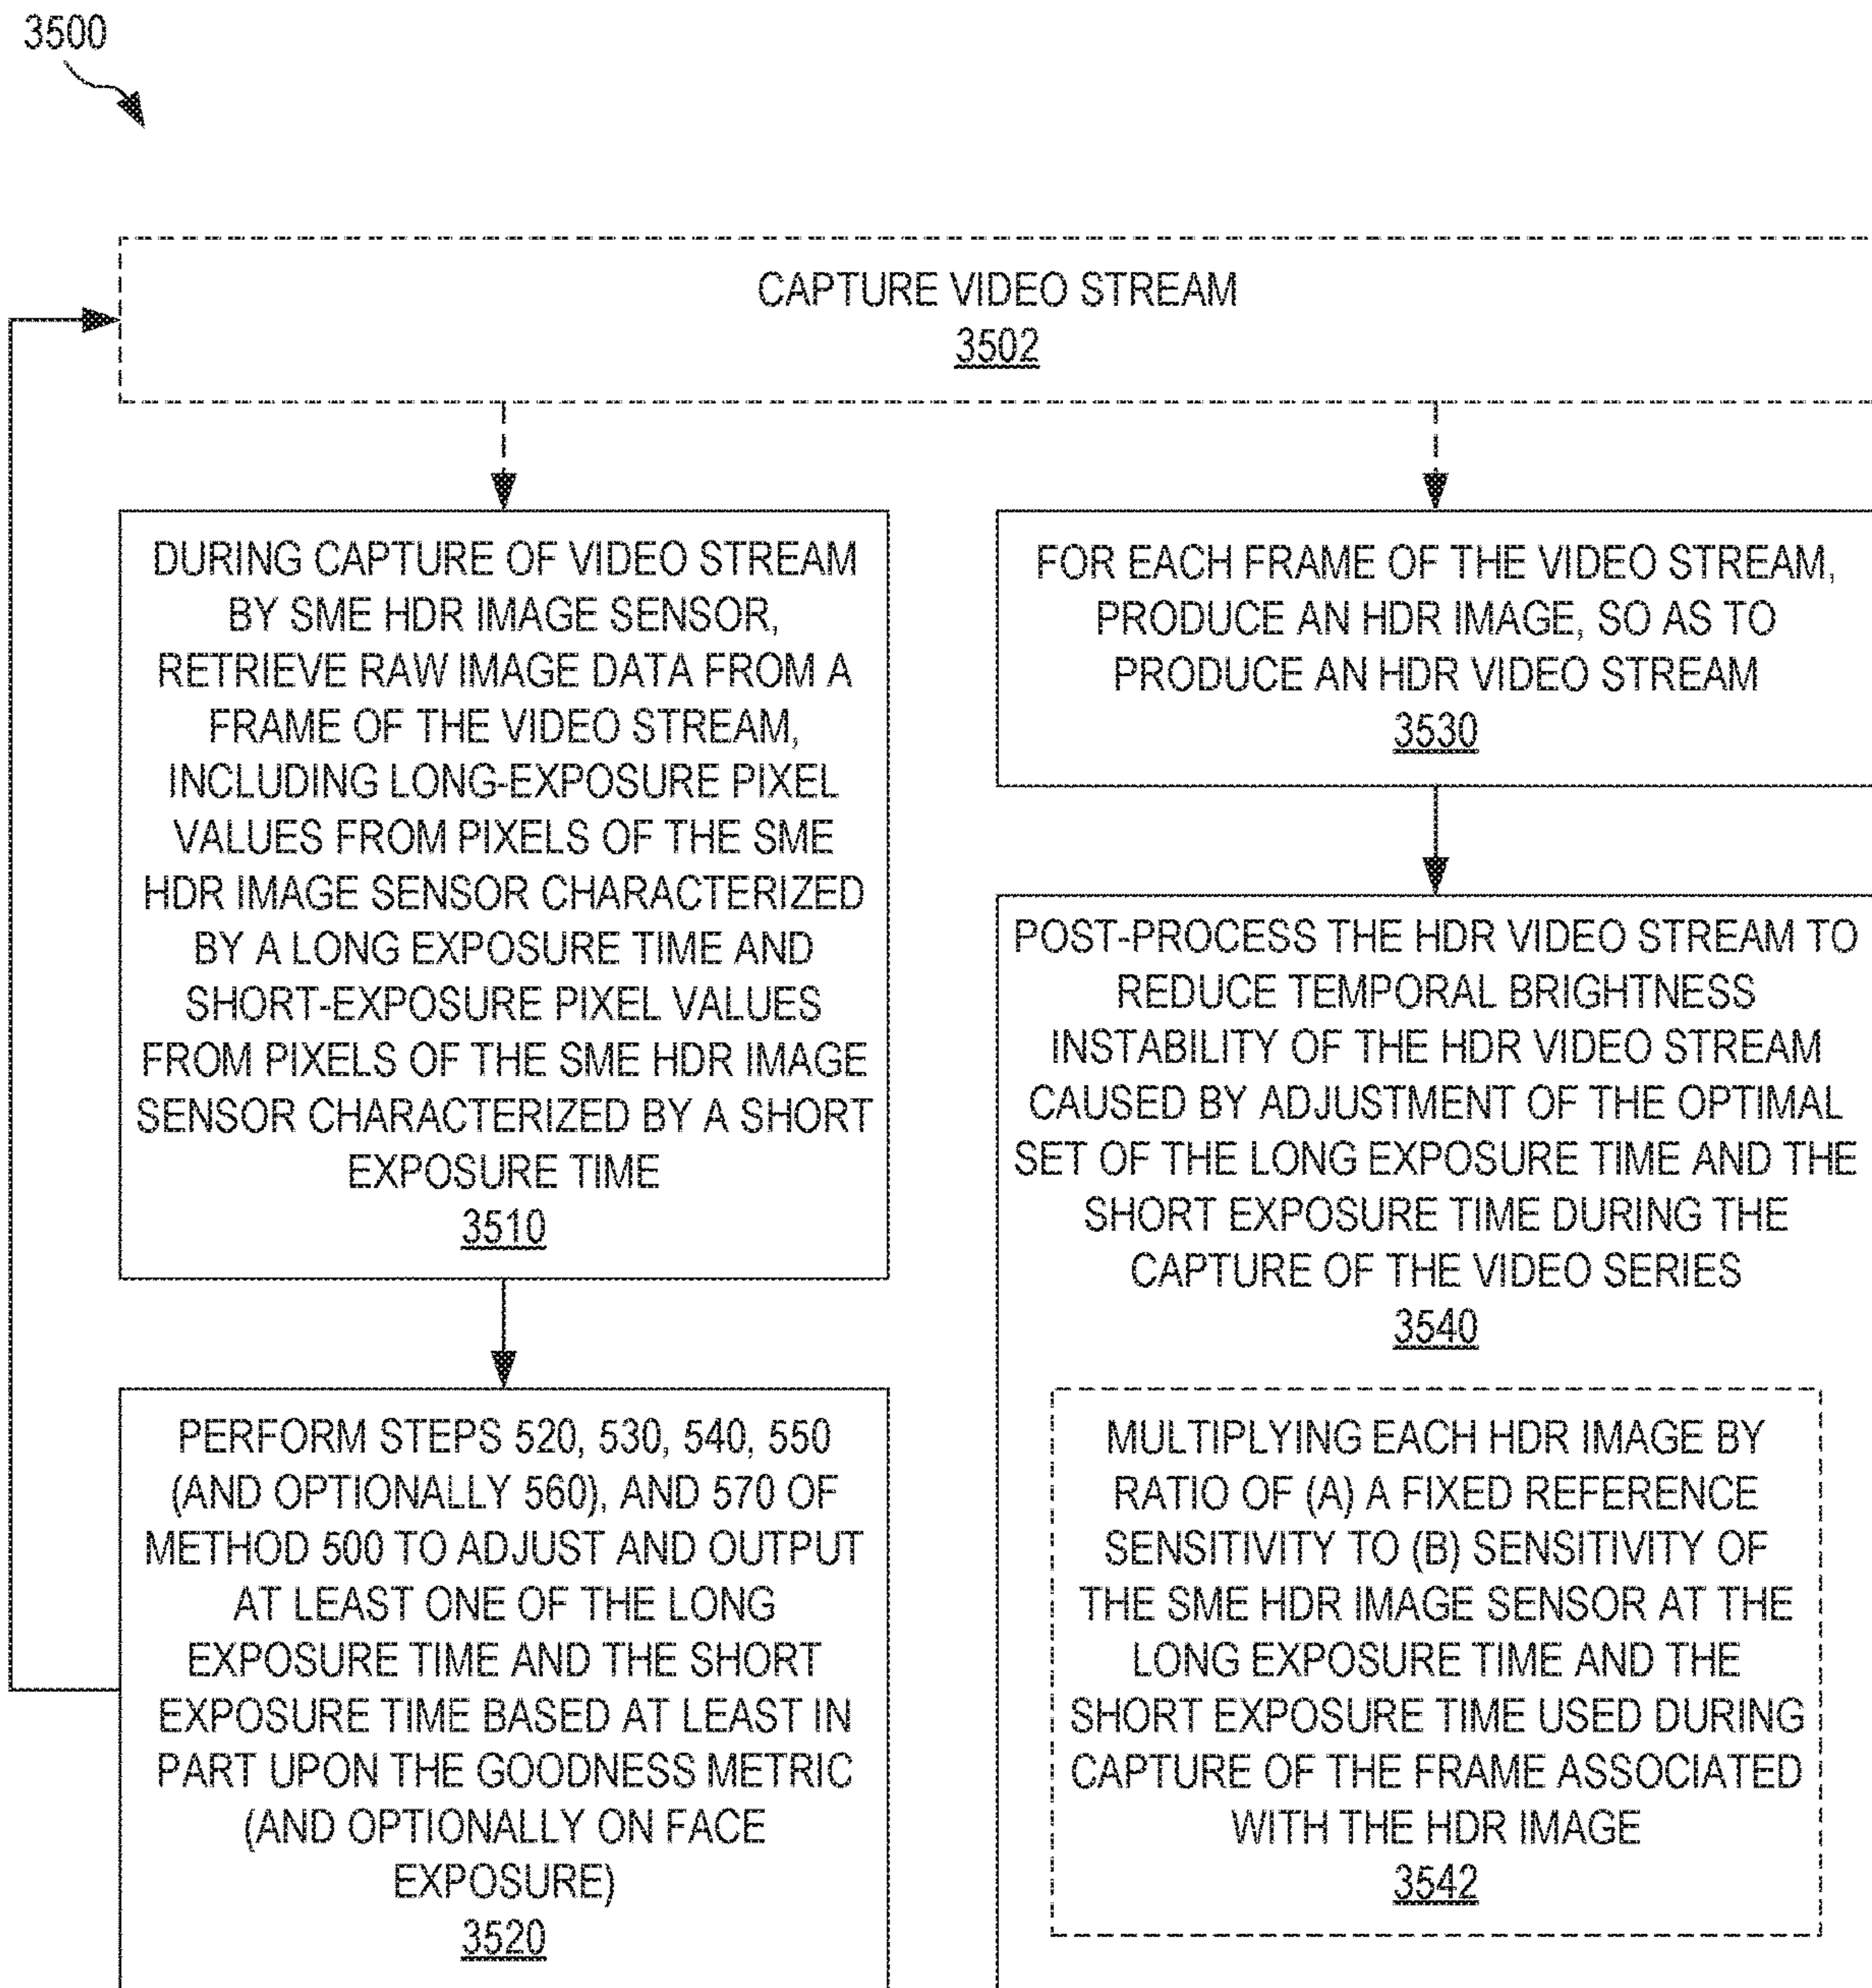 3500
CAPTURE VIDEO STREAM
3502
DURING CAPTURE OF VIDEO STREAM
BY SME HDR IMAGE SENSOR,
RETRIEVE RAW IMAGE DATA FROM A
FRAME OF THE VIDEO STREAM,
INCLUDING LONG-EXPOSURE PIXEL
VALUES FROM PIXELS OF THE SME
HDR IMAGE SENSOR CHARACTERIZED
BY A LONG EXPOSURE TIME AND
SHORT-EXPOSURE PIXEL VALUES
FROM PIXELS OF THE SME HDR IMAGE
SENSOR CHARACTERIZED BY A SHORT
EXPOSURE TIME
3510
PERFORM STEPS 520, 530, 540, 550
(AND OPTIONALLY 560), AND 570 OF
METHOD 500 TO ADJUST AND OUTPUT
AT LEAST ONE OF THE LONG
EXPOSURE TIME AND THE SHORT
EXPOSURE TIME BASED AT LEAST IN
PART UPON THE GOODNESS METRIC
(AND OPTIONALLY ON FACE
EXPOSURE)
3520
FOR EACH FRAME OF THE VIDEO STREAM,
PRODUCE AN HDR IMAGE, SO AS TO
PRODUCE AN HDR VIDEO STREAM
3530
POST-PROCESS THE HDR VIDEO STREAM TO
REDUCE TEMPORAL BRIGHTNESS
INSTABILITY OF THE HDR VIDEO STREAM
CAUSED BY ADJUSTMENT OF THE OPTIMAL
SET OF THE LONG EXPOSURE TIME AND THE
SHORT EXPOSURE TIME DURING THE
CAPTURE OF THE VIDEO SERIES
3540
MULTIPLYING EACH HDR IMAGE BY
RATIO OF (A) A FIXED REFERENCE
SENSITIVITY TO (B) SENSITIVITY OF
THE SME HDR IMAGE SENSOR AT THE
LONG EXPOSURE TIME AND THE
SHORT EXPOSURE TIME USED DURING
CAPTURE OF THE FRAME ASSOCIATED
WITH THE HDR IMAGE
3542